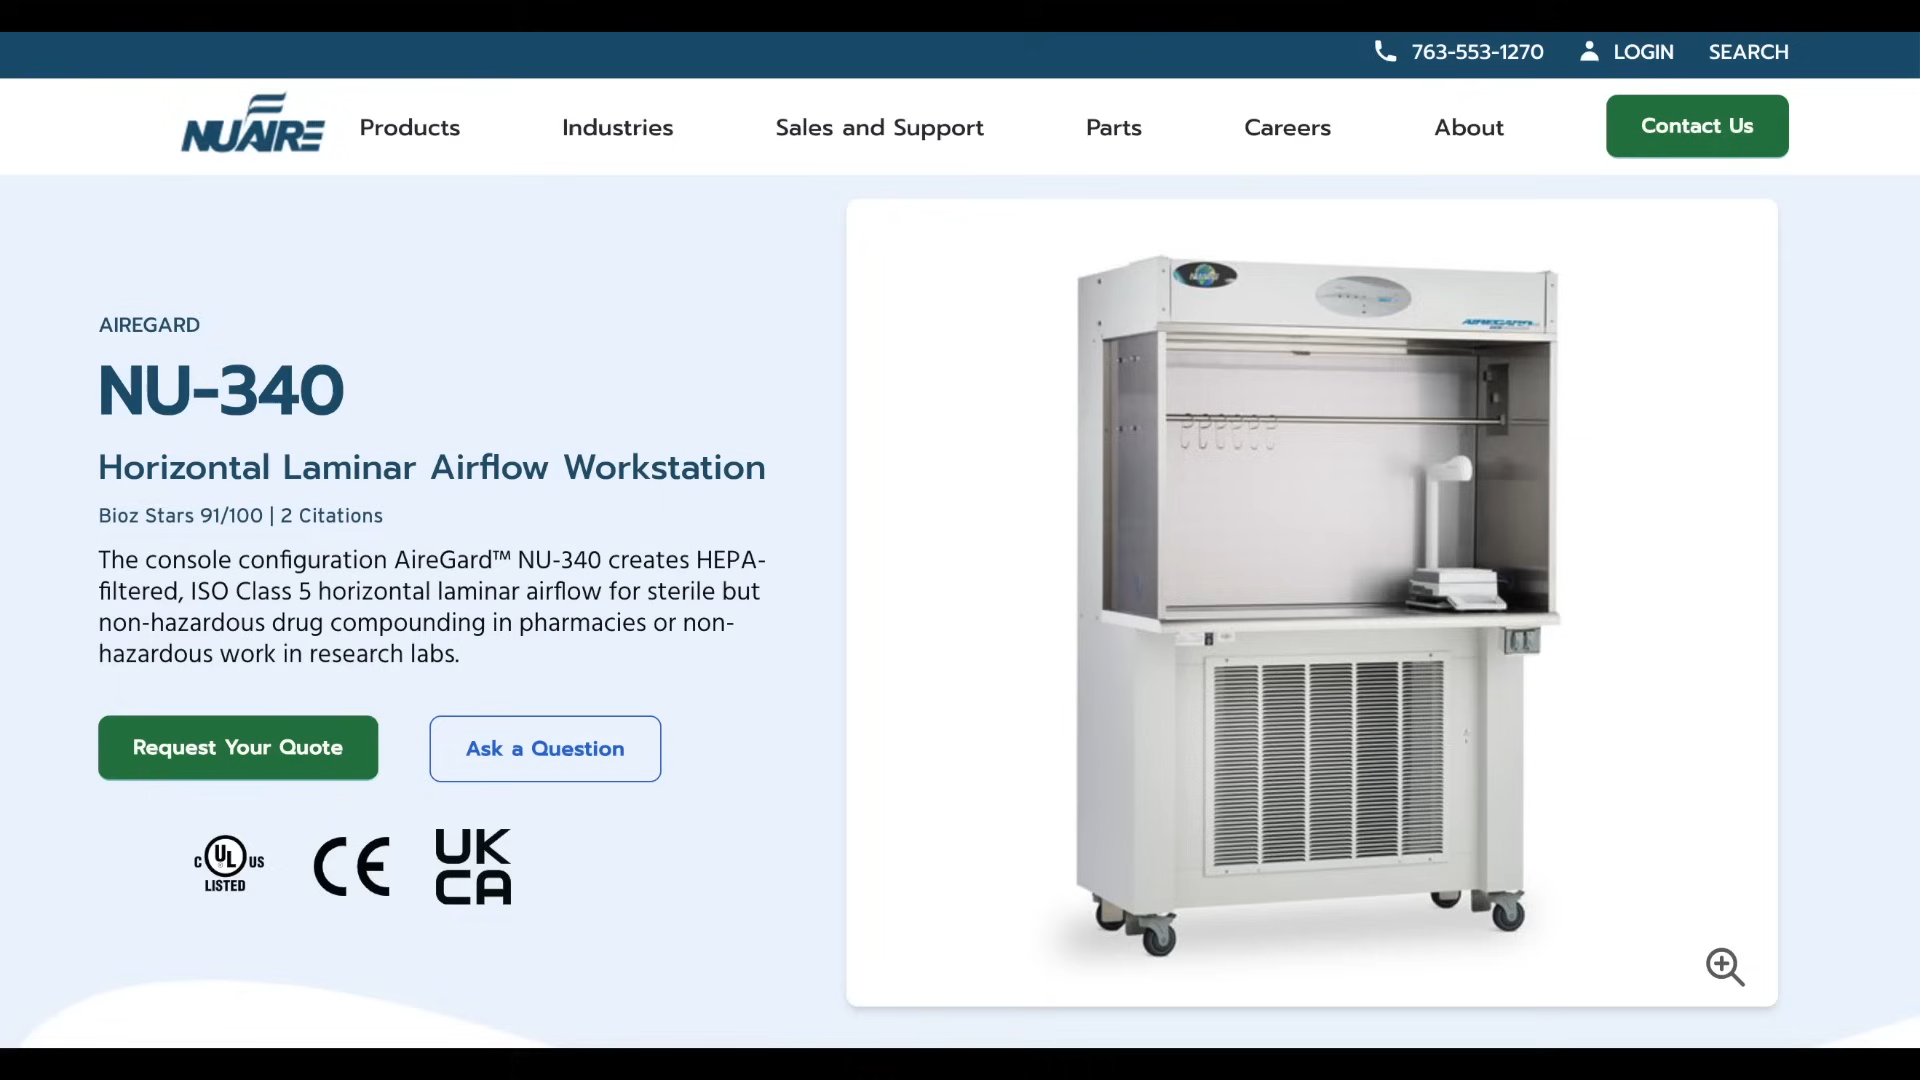 763-553-1270 LOGIN SEARCH
NUAIRE Products Industries Sales and Support Parts Careers About Contact Us
AIREGARD
NU-340
Horizontal Laminar Airflow Workstation
Bioz Stars 91/100 | 2 Citations
The console configuration AireGard™ NU-340 creates HEPA-
filtered, ISO Class 5 horizontal laminar airflow for sterile but
non-hazardous drug compounding in pharmacies or non-
hazardous work in research labs.
Request Your Quote Ask a Question
C UL US
LISTED
CE
UK
CA
NUAIRE
AIREGARD